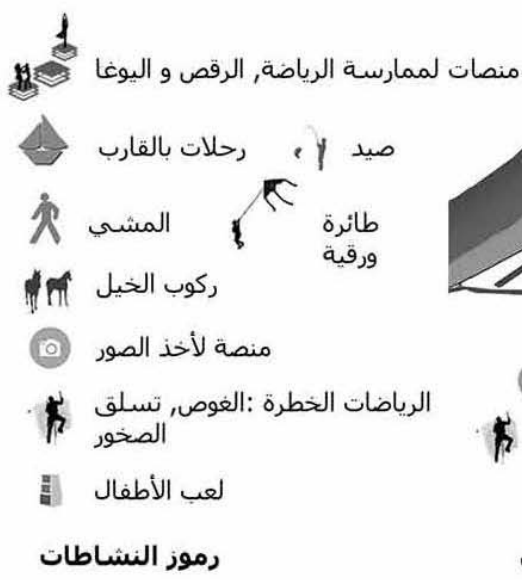 منصات لممارسة الرياضة, الرقص و اليوغا
صيد
رحلات بالقارب
طائرة
ورقية
المشي
ركوب الخيل
منصة لأخذ الصور
الرياضات الخطرة :الغوص, تسلق
الصخور
لعب الأطفال
رموز النشاطات